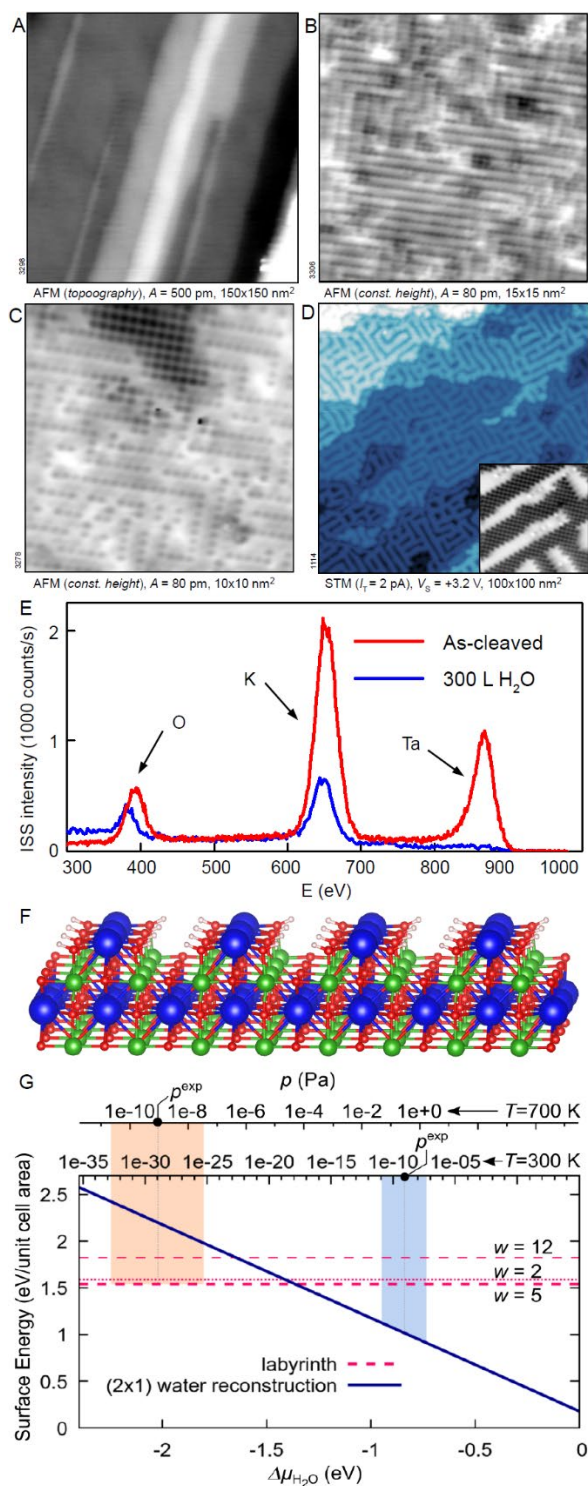 A
B
3298
3306
AFM (topoography), A = 500 pm, 150x150 nm²
AFM (const. height), A = 80 pm, 15x15 nm²
C
D
3278
1114
AFM (const. height), A = 80 pm, 10x10 nm²
STM (I_T = 2 pA), V_S = +3.2 V, 100x100 nm²
E
ISS intensity (1000 counts/s)
2
1
0
O
K
Ta
As-cleaved
300 L H₂O
300 400 500 600 700 800 900 1000
E (eV)
F
G
p (Pa)
p^exp
1e-10 1e-8 1e-6 1e-4 1e-2 1e+0 T=700 K
p^exp
1e-35 1e-30 1e-25 1e-20 1e-15 1e-10 1e-05 T=300 K
Surface Energy (eV/unit cell area)
2.5
2
1.5
1
0.5
0
w = 12
w = 2
w = 5
labyrinth
(2x1) water reconstruction
-2 -1.5 -1 -0.5 0
Δμ_H₂O (eV)